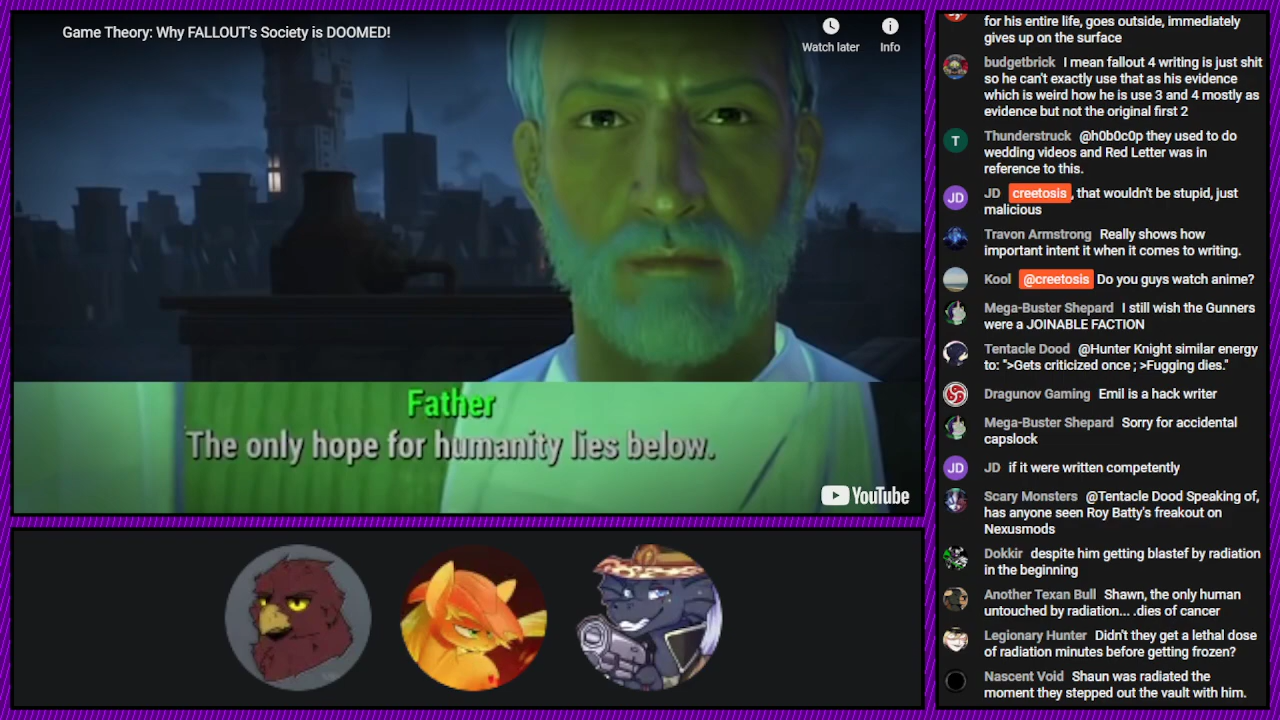 Game Theory: Why FALLOUT's Society is DOOMED!
Watch later
Info
Father
The only hope for humanity lies below.
YouTube
for his entire life, goes outside, immediately
gives up on the surface
budgetbrick I mean fallout 4 writing is just shit
so he can't exactly use that as his evidence
which is weird how he is use 3 and 4 mostly as
evidence but not the original first 2
T
Thunderstruck @h0b0c0p they used to do
wedding videos and Red Letter was in
reference to this.
JD
JD creetosis, that wouldn't be stupid, just
malicious
Travon Armstrong Really shows how
important intent it when it comes to writing.
Kool @creetosis Do you guys watch anime?
Mega-Buster Shepard I still wish the Gunners
were a JOINABLE FACTION
Tentacle Dood @Hunter Knight similar energy
to: ">Gets criticized once ; >Fugging dies."
Dragunov Gaming Emil is a hack writer
Mega-Buster Shepard Sorry for accidental
capslock
JD
JD if it were written competently
Scary Monsters @Tentacle Dood Speaking of,
has anyone seen Roy Batty's freakout on
Nexusmods
Dokkir despite him getting blastef by radiation
in the beginning
Another Texan Bull Shawn, the only human
untouched by radiation... .dies of cancer
Legionary Hunter Didn't they get a lethal dose
of radiation minutes before getting frozen?
Nascent Void Shaun was radiated the
moment they stepped out the vault with him.